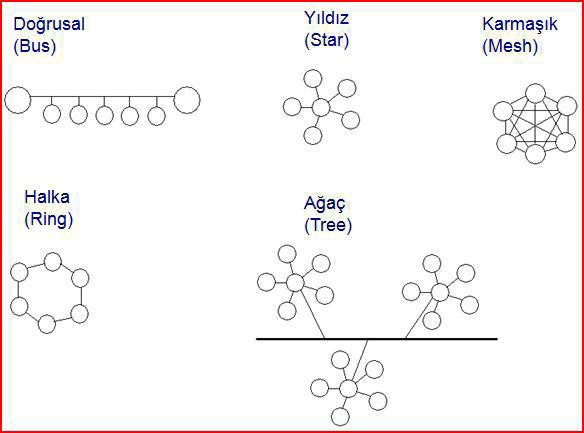 Doğrusal
(Bus)
Yıldız
(Star)
Karmaşık
(Mesh)
Halka
(Ring)
Ağaç
(Tree)